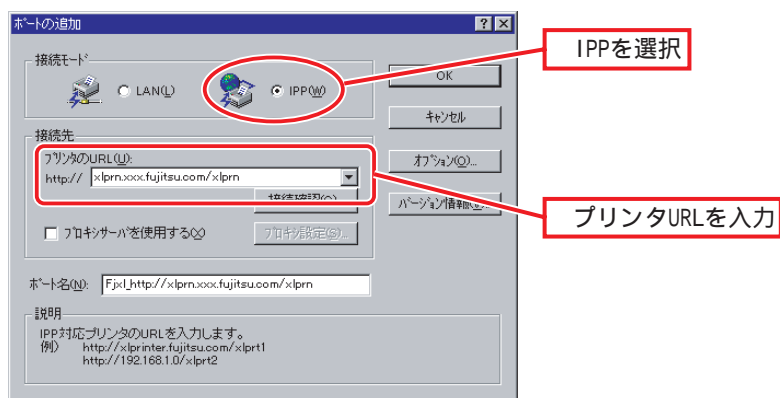 ポートの追加
接続モード
LAN(L)
IPP(W)
OK
キャンセル
オプション(O)...
接続先
プリンタのURL(U):
http:// xlprn.xxx.fujitsu.com/xlprn
プロキシサーバを使用する(X)
プロキシ設定(S)...
ポート名(N): Fjxl_http://xlprn.xxx.fujitsu.com/xlprn
説明
IPP対応プリンタのURLを入力します。
例) http://xlprinter.fujitsu.com/xlprt1
http://192.168.1.0/xlprt2
IPPを選択
プリンタURLを入力